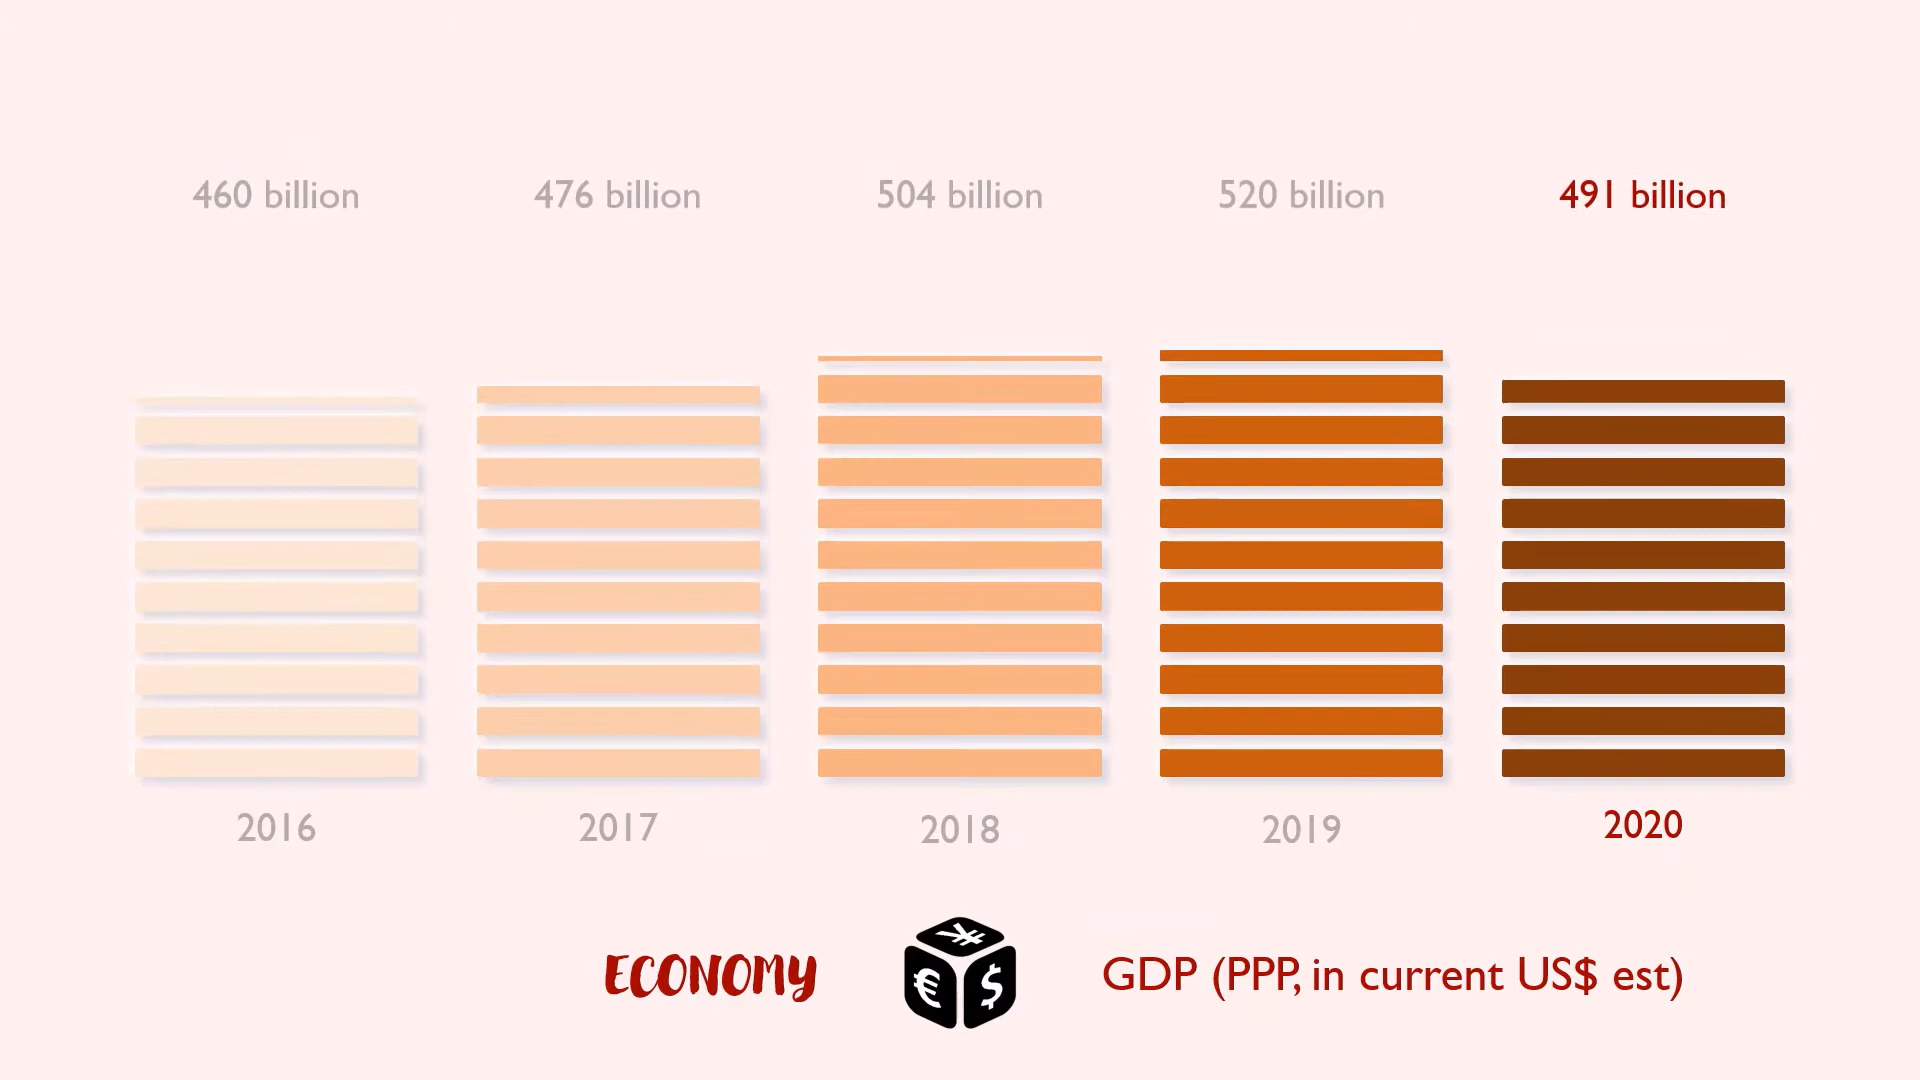 460 billion
476 billion
504 billion
520 billion
491 billion
2016
2017
2018
2019
2020
ECONOMY
¥
€
$
GDP (PPP, in current US$ est)